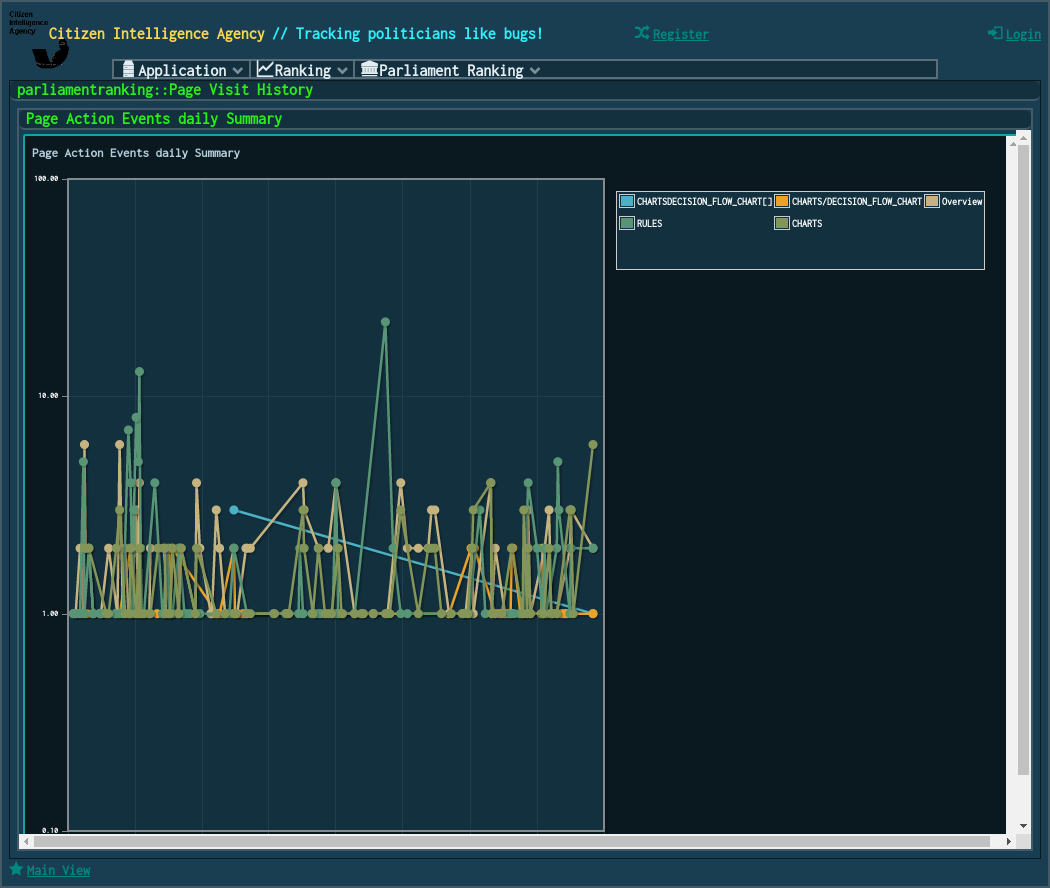 Citizen
Intelligence
Agency
Citizen Intelligence Agency // Tracking politicians like bugs!
Register
Login
Application
Ranking
Parliament Ranking
parliamentranking::Page Visit History
Page Action Events daily Summary
Page Action Events daily Summary
100.00
10.00
1.00
0.10
CHARTSDECISION_FLOW_CHART[]
CHARTS/DECISION_FLOW_CHART
Overview
RULES
CHARTS
Main View